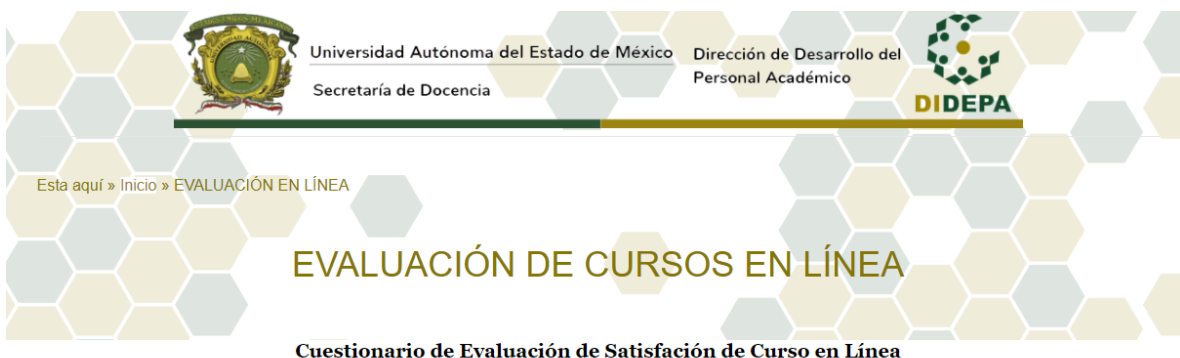 Universidad Autónoma del Estado de México
Secretaría de Docencia
Dirección de Desarrollo del
Personal Académico
DIDEPA
Esta aquí » Inicio » EVALUACIÓN EN LÍNEA
EVALUACIÓN DE CURSOS EN LÍNEA
Cuestionario de Evaluación de Satisfación de Curso en Línea